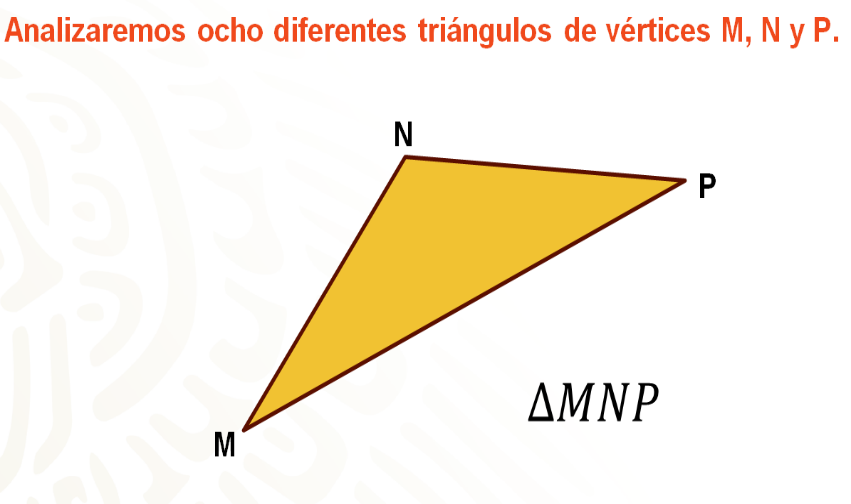 Analizaremos ocho diferentes triángulos de vértices M, N y P.
N
P
ΔMNP
M